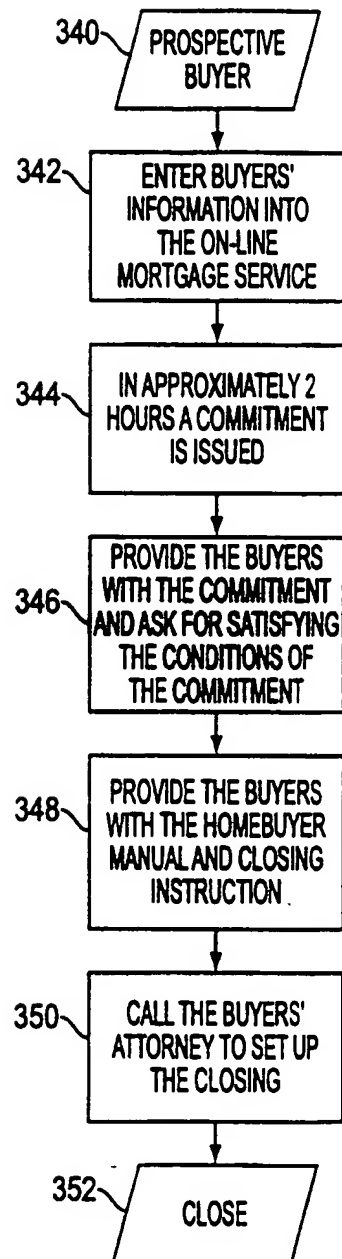 340
PROSPECTIVE
BUYER
342
ENTER BUYERS'
INFORMATION INTO
THE ON-LINE
MORTGAGE SERVICE
344
IN APPROXIMATELY 2
HOURS A COMMITMENT
IS ISSUED
346
PROVIDE THE BUYERS
WITH THE COMMITMENT
AND ASK FOR SATISFYING
THE CONDITIONS OF
THE COMMITMENT
348
PROVIDE THE BUYERS
WITH THE HOMEBUYER
MANUAL AND CLOSING
INSTRUCTION
350
CALL THE BUYERS'
ATTORNEY TO SET UP
THE CLOSING
352
CLOSE